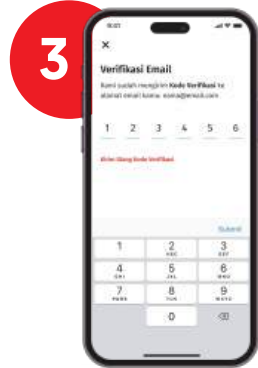 3
9:27
Verifikasi Email
Kami sudah mengirim Kode Verifikasi ke
alamat email kamu: nama@email.com
1 2 3 4 5 6
Kirim Ulang Kode Verifikasi
Submit
1 2 3
ABC DEF
4 5 6
GHI JKL MNO
7 8 9
PQRS TUV WXYZ
0